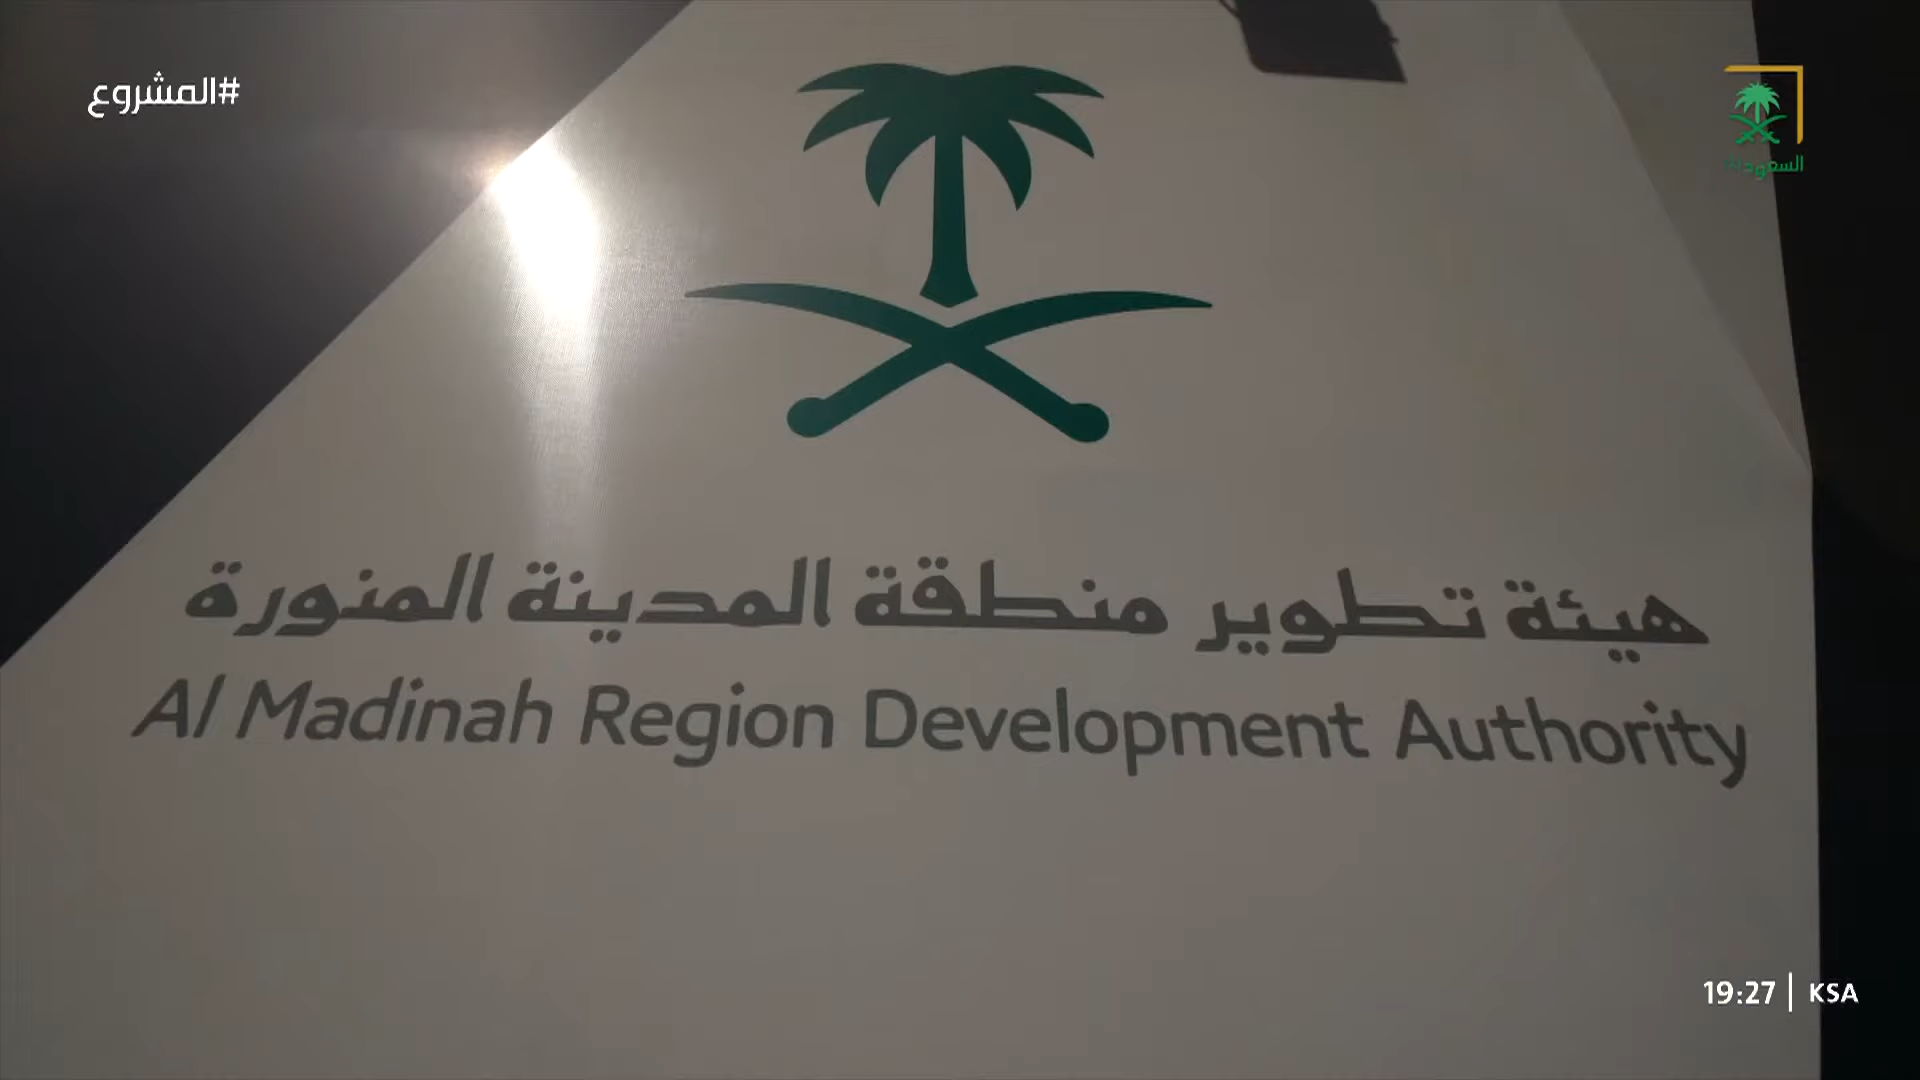 #المشروع
السعودية
هيئة تطوير منطقة المدينة المنورة
Al Madinah Region Development Authority
19:27 | KSA